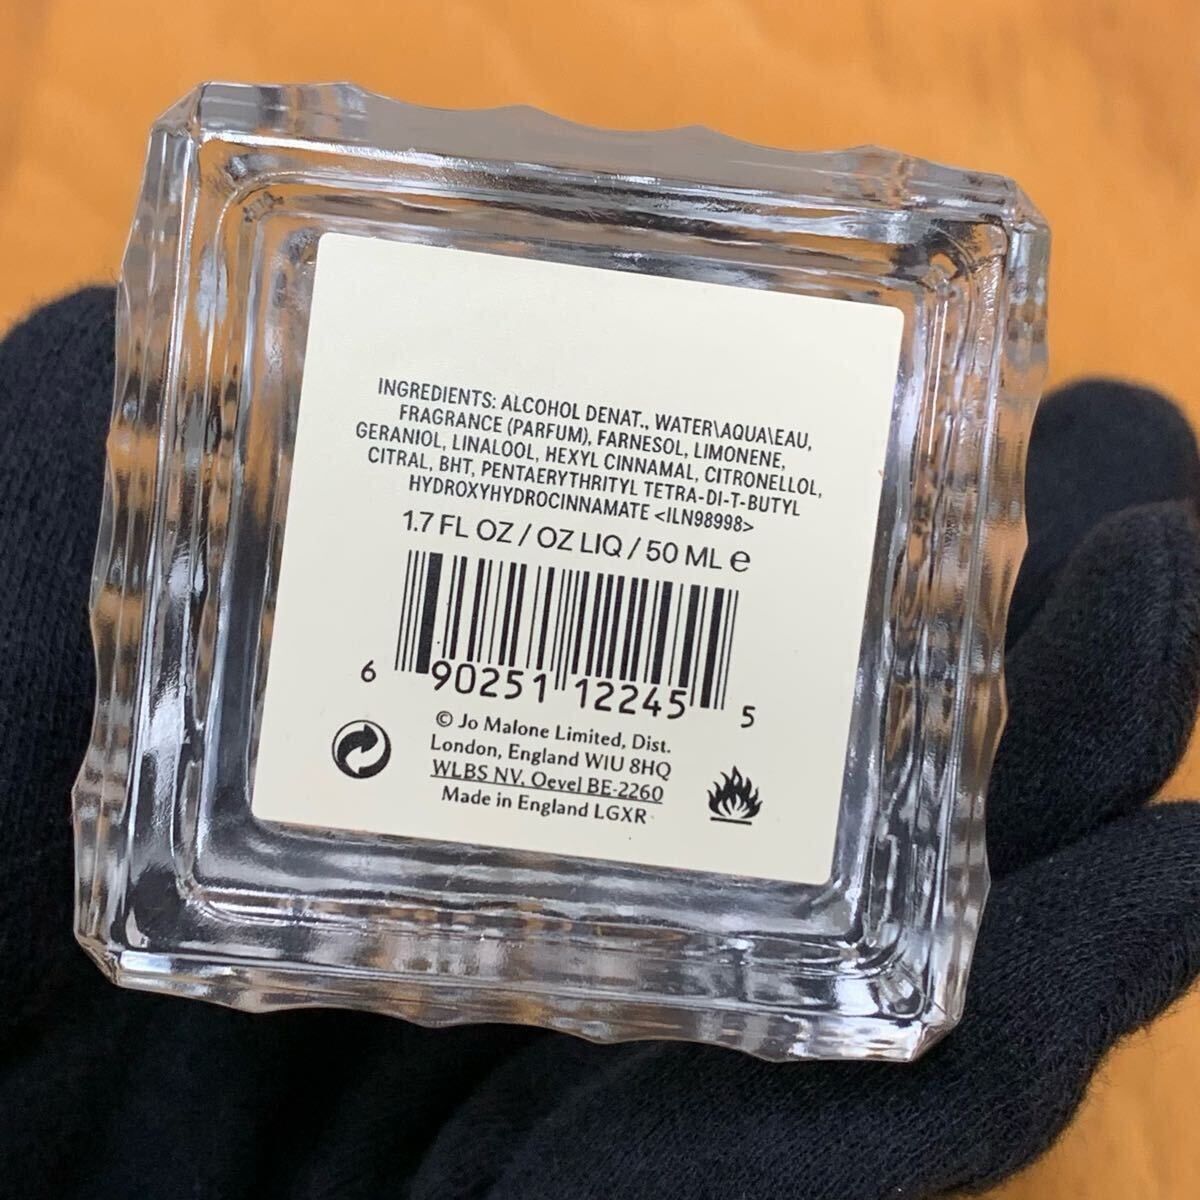 INGREDIENTS: ALCOHOL DENAT., WATER\AQUA\EAU,
FRAGRANCE (PARFUM), FARNESOL, LIMONENE,
GERANIOL, LINALOOL, HEXYL CINNAMAL, CITRONELLOL,
CITRAL, BHT, PENTAERYTHRITYL TETRA-DI-T-BUTYL
HYDROXYHYDROCINNAMATE <ILN98998>
1.7 FL OZ / OZ LIQ / 50 ML ℮
6 90251 12245 5
© Jo Malone Limited, Dist.
London, England W1U 8HQ
WLBS NV, Oevel BE-2260
Made in England LGXR